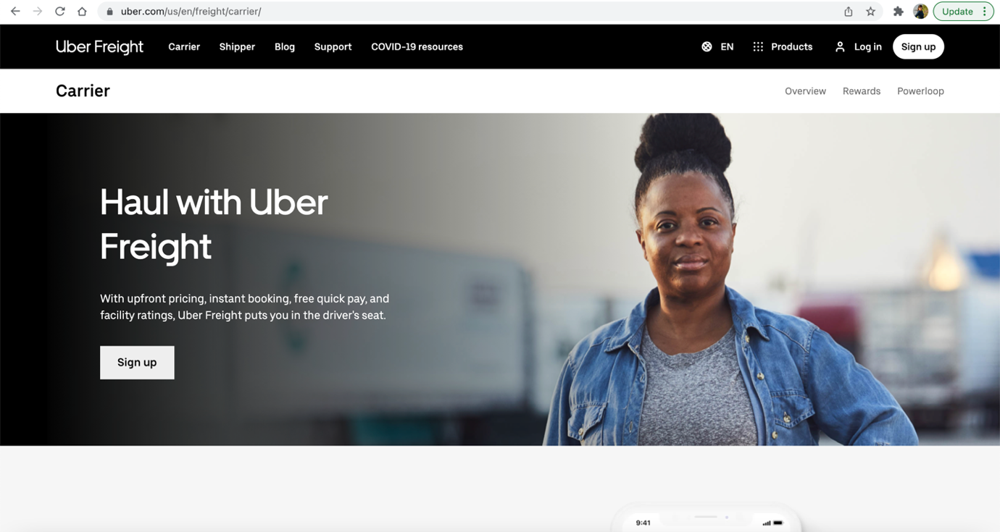 uber.com/us/en/freight/carrier/
Update
Uber Freight Carrier Shipper Blog Support COVID-19 resources EN Products Log in Sign up
Carrier Overview Rewards Powerloop
Haul with Uber
Freight
With upfront pricing, instant booking, free quick pay, and
facility ratings, Uber Freight puts you in the driver's seat.
Sign up
9:41